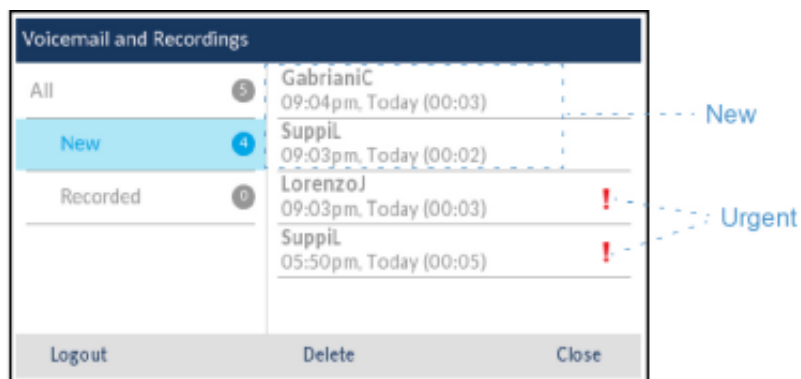 Voicemail and Recordings
All 5
New 4
Recorded 0
GabrianiC
09:04pm, Today (00:03)
SuppiL
09:03pm, Today (00:02)
LorenzoJ
09:03pm, Today (00:03) !
SuppiL
05:50pm, Today (00:05) !
New
Urgent
Logout Delete Close